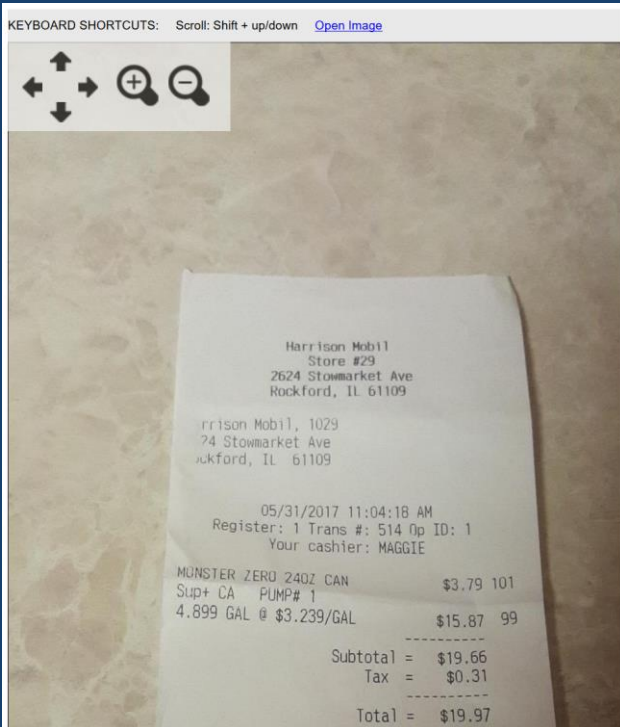 KEYBOARD SHORTCUTS: Scroll: Shift + up/down Open Image
Harrison Mobil
Store #29
2624 Stowmarket Ave
Rockford, IL 61109
rrison Mobil, 1029
24 Stowmarket Ave
ockford, IL 61109
05/31/2017 11:04:18 AM
Register: 1 Trans #: 514 Op ID: 1
Your cashier: MAGGIE
MONSTER ZERO 24OZ CAN $3.79 101
Sup+ CA PUMP# 1
4.899 GAL @ $3.239/GAL $15.87 99
Subtotal = $19.66
Tax = $0.31
Total = $19.97